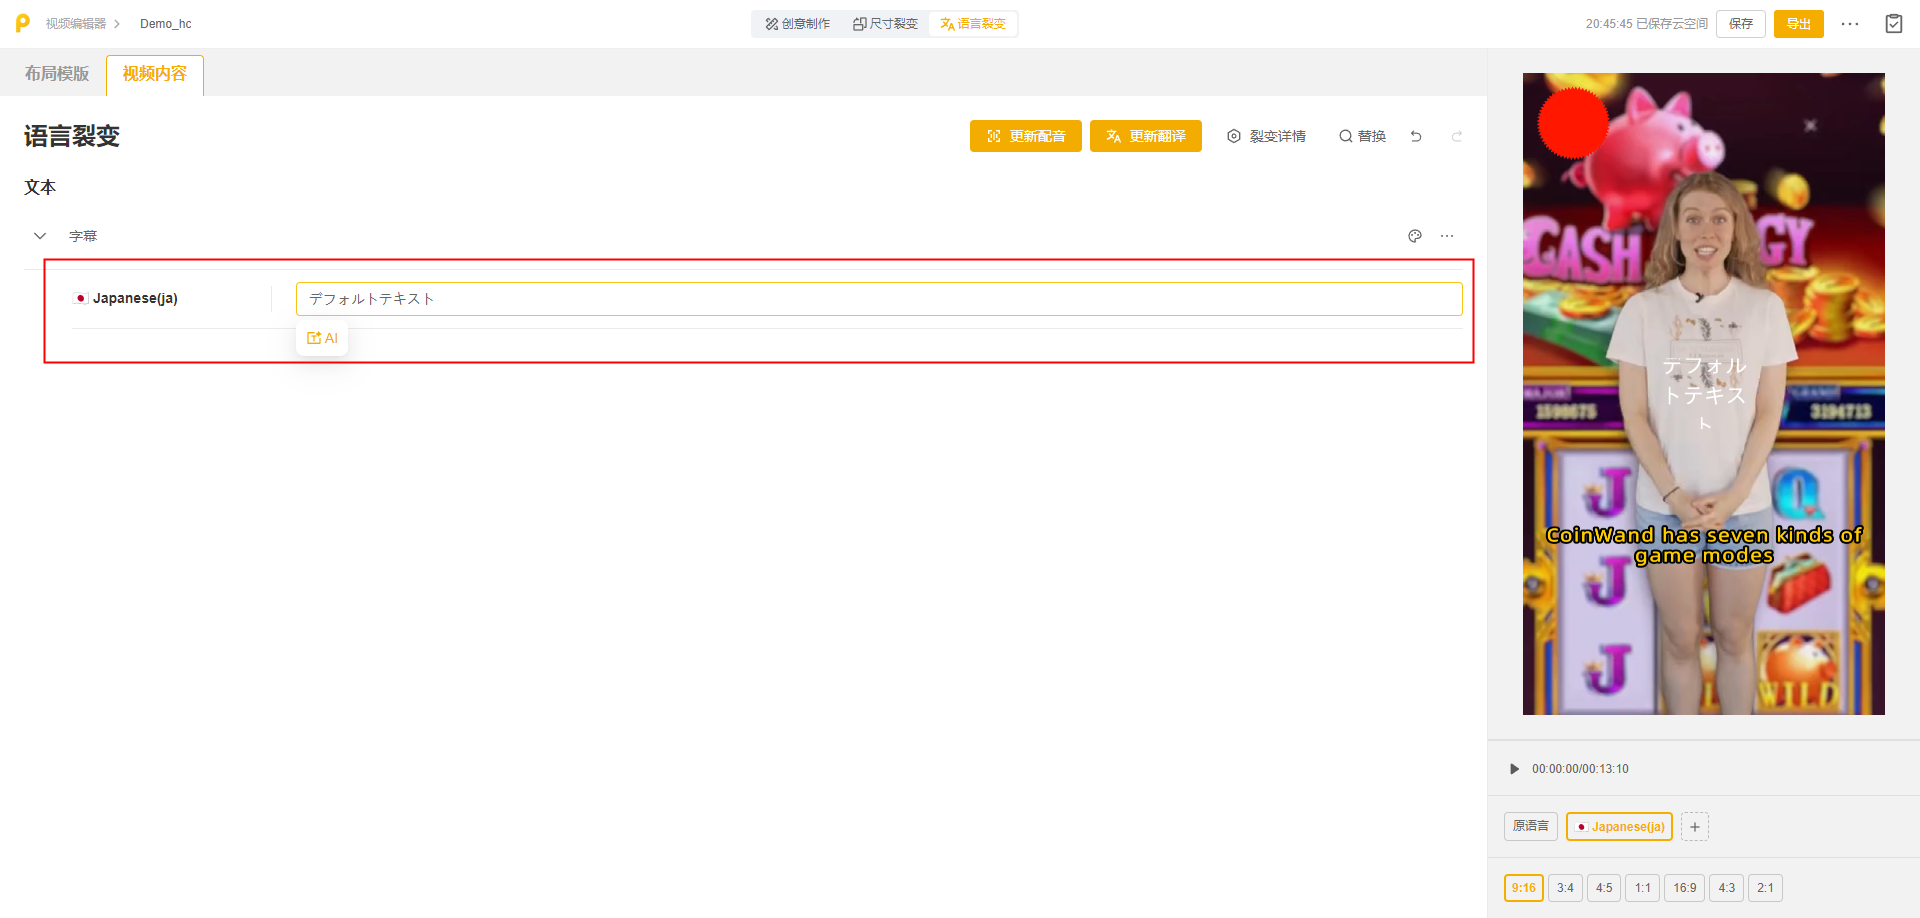 视频编辑器
Demo_hc
创意制作
尺寸裂变
语言裂变
20:45:45 已保存云空间
保存
导出
布局模版
视频内容
语言裂变
更新配音
更新翻译
裂变详情
替换
文本
字幕
Japanese(ja)
デフォルトテキスト
AI
CASH
GY
デフォル
トテキス
ト
MAJOR
1598675
GRAND
3194713
J
Q
CoinWand has seven kinds of
game modes
J
J
WILD
00:00:00/00:13:10
原语言
Japanese(ja)
9:16
3:4
4:5
1:1
16:9
4:3
2:1